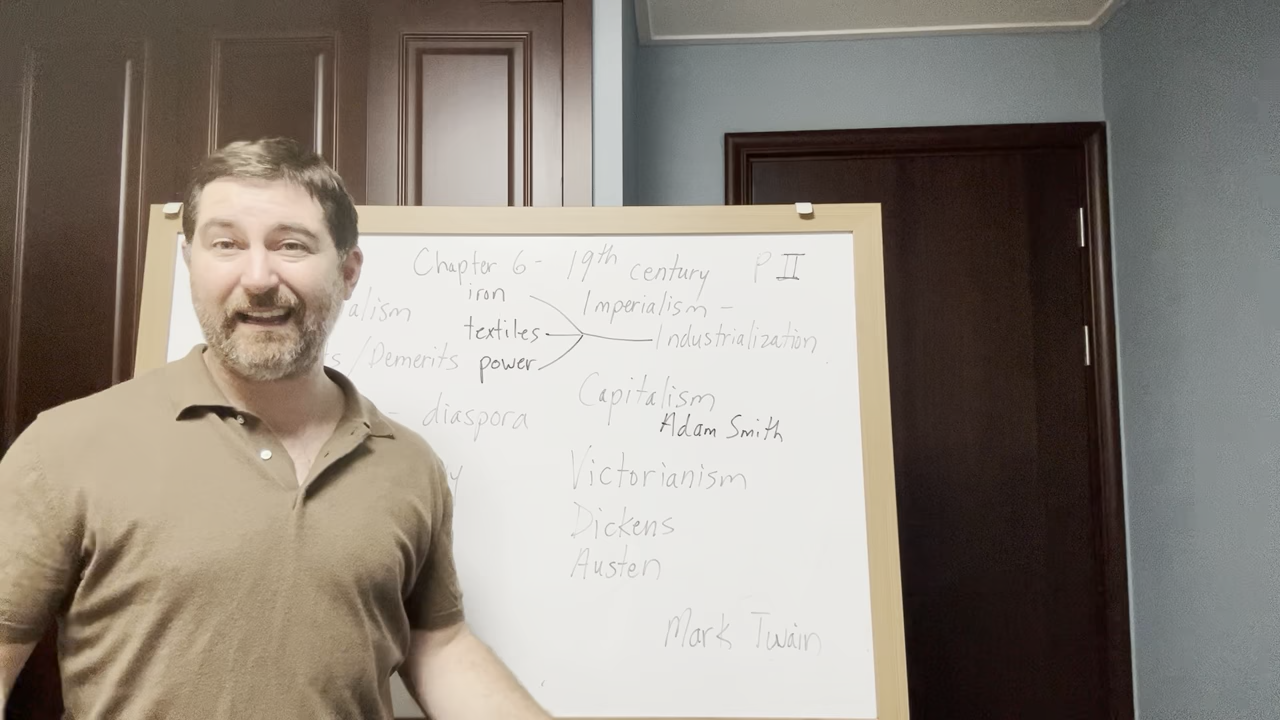 Chapter 6- 19th century P II
alism
s/Demerits
- diaspora
y
iron
textiles
power
Imperialism -
Industrialization
Capitalism
Adam Smith
Victorianism
Dickens
Austen
Mark Twain